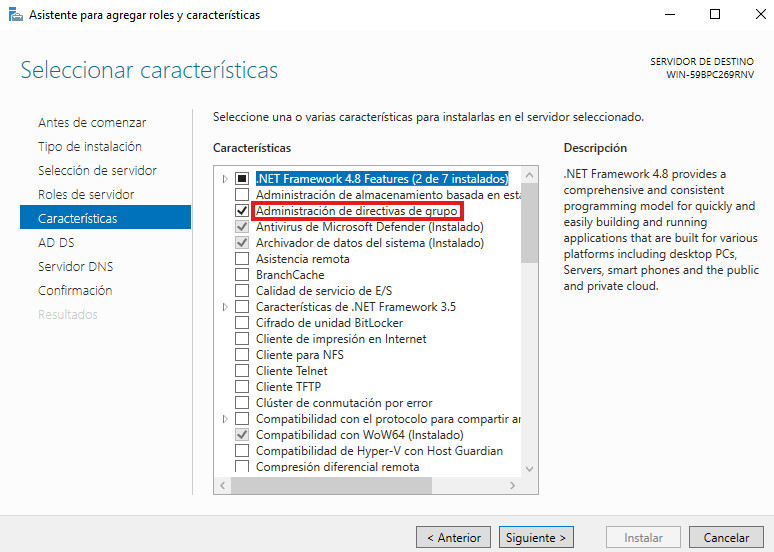 Asistente para agregar roles y características
Seleccionar características
SERVIDOR DE DESTINO
WIN-59BPC269RNV
Antes de comenzar
Tipo de instalación
Selección de servidor
Roles de servidor
Características
AD DS
Servidor DNS
Confirmación
Resultados
Seleccione una o varias características para instalarlas en el servidor seleccionado.
Características
.NET Framework 4.8 Features (2 de 7 instalados)
Administración de almacenamiento basada en está
Administración de directivas de grupo
Antivirus de Microsoft Defender (Instalado)
Archivador de datos del sistema (Instalado)
Asistencia remota
BranchCache
Calidad de servicio de E/S
Características de .NET Framework 3.5
Cifrado de unidad BitLocker
Cliente de impresión en Internet
Cliente para NFS
Cliente Telnet
Cliente TFTP
Clúster de conmutación por error
Compatibilidad con el protocolo para compartir ar
Compatibilidad con WoW64 (Instalado)
Compatibilidad de Hyper-V con Host Guardian
Compresión diferencial remota
Descripción
.NET Framework 4.8 provides a
comprehensive and consistent
programming model for quickly and
easily building and running
applications that are built for various
platforms including desktop PCs,
Servers, smart phones and the public
and private cloud.
< Anterior
Siguiente >
Instalar
Cancelar